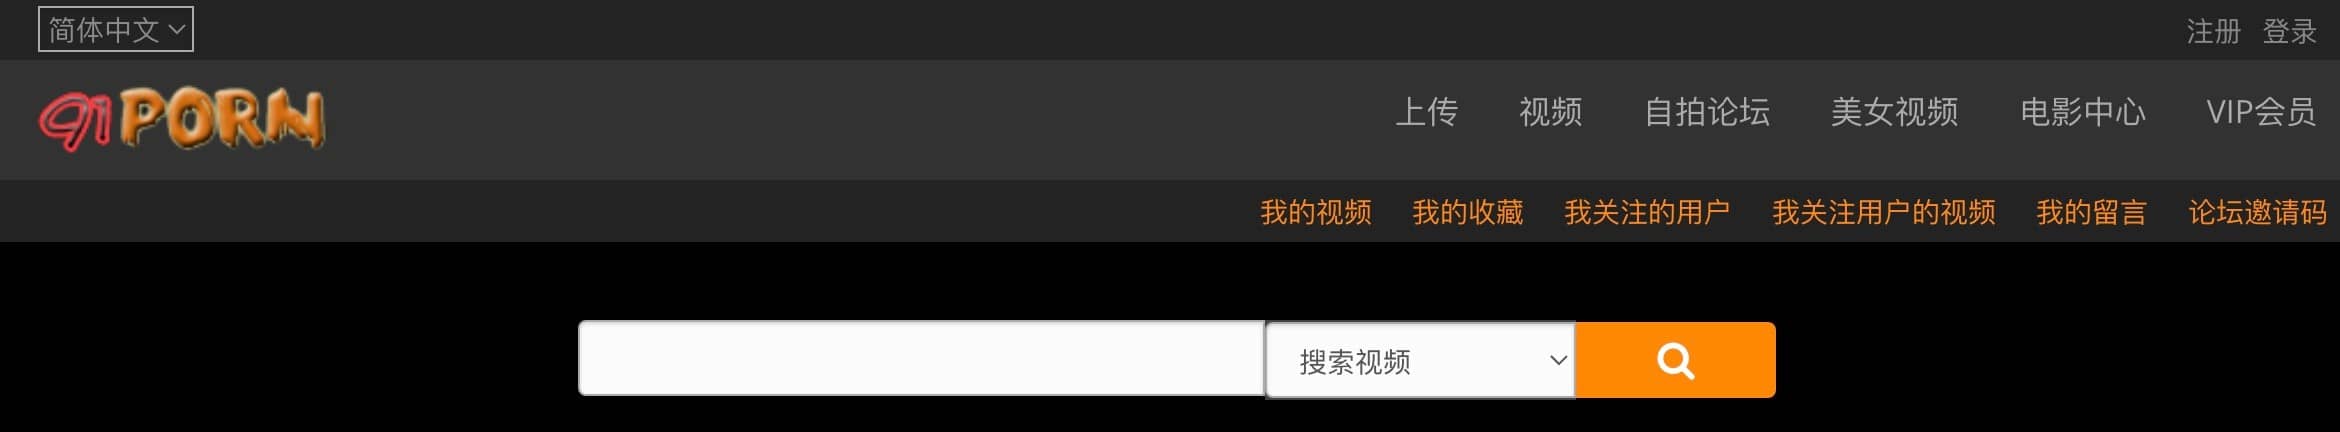 简体中文
注册 登录
91PORN
上传 视频 自拍论坛 美女视频 电影中心 VIP会员
我的视频 我的收藏 我关注的用户 我关注用户的视频 我的留言 论坛邀请码
搜索视频